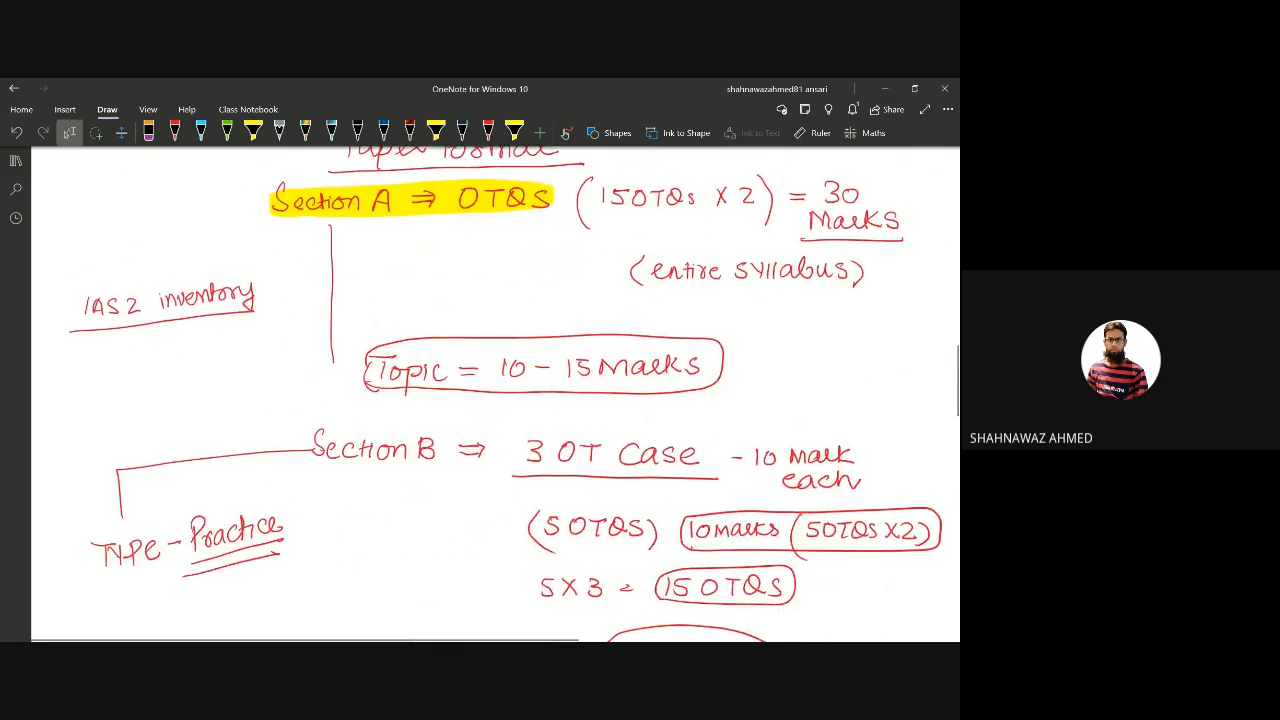 OneNote for Windows 10
shahnawazahmed81 ansari
Home Insert Draw View Help Class Notebook
Share
Shapes Ink to Shape Ink to Text Ruler Maths
Paper Format
Section A ⇒ OTQS (15 OTQs X 2) = 30 Marks
(entire syllabus)
IAS 2 inventory
Topic = 10 - 15 Marks
Section B ⇒ 3 OT Case - 10 Mark each
(5 OTQS) 10 marks (5 OTQS X 2)
TYPE - Practice
5 X 3 = 15 OTQS
SHAHNAWAZ AHMED